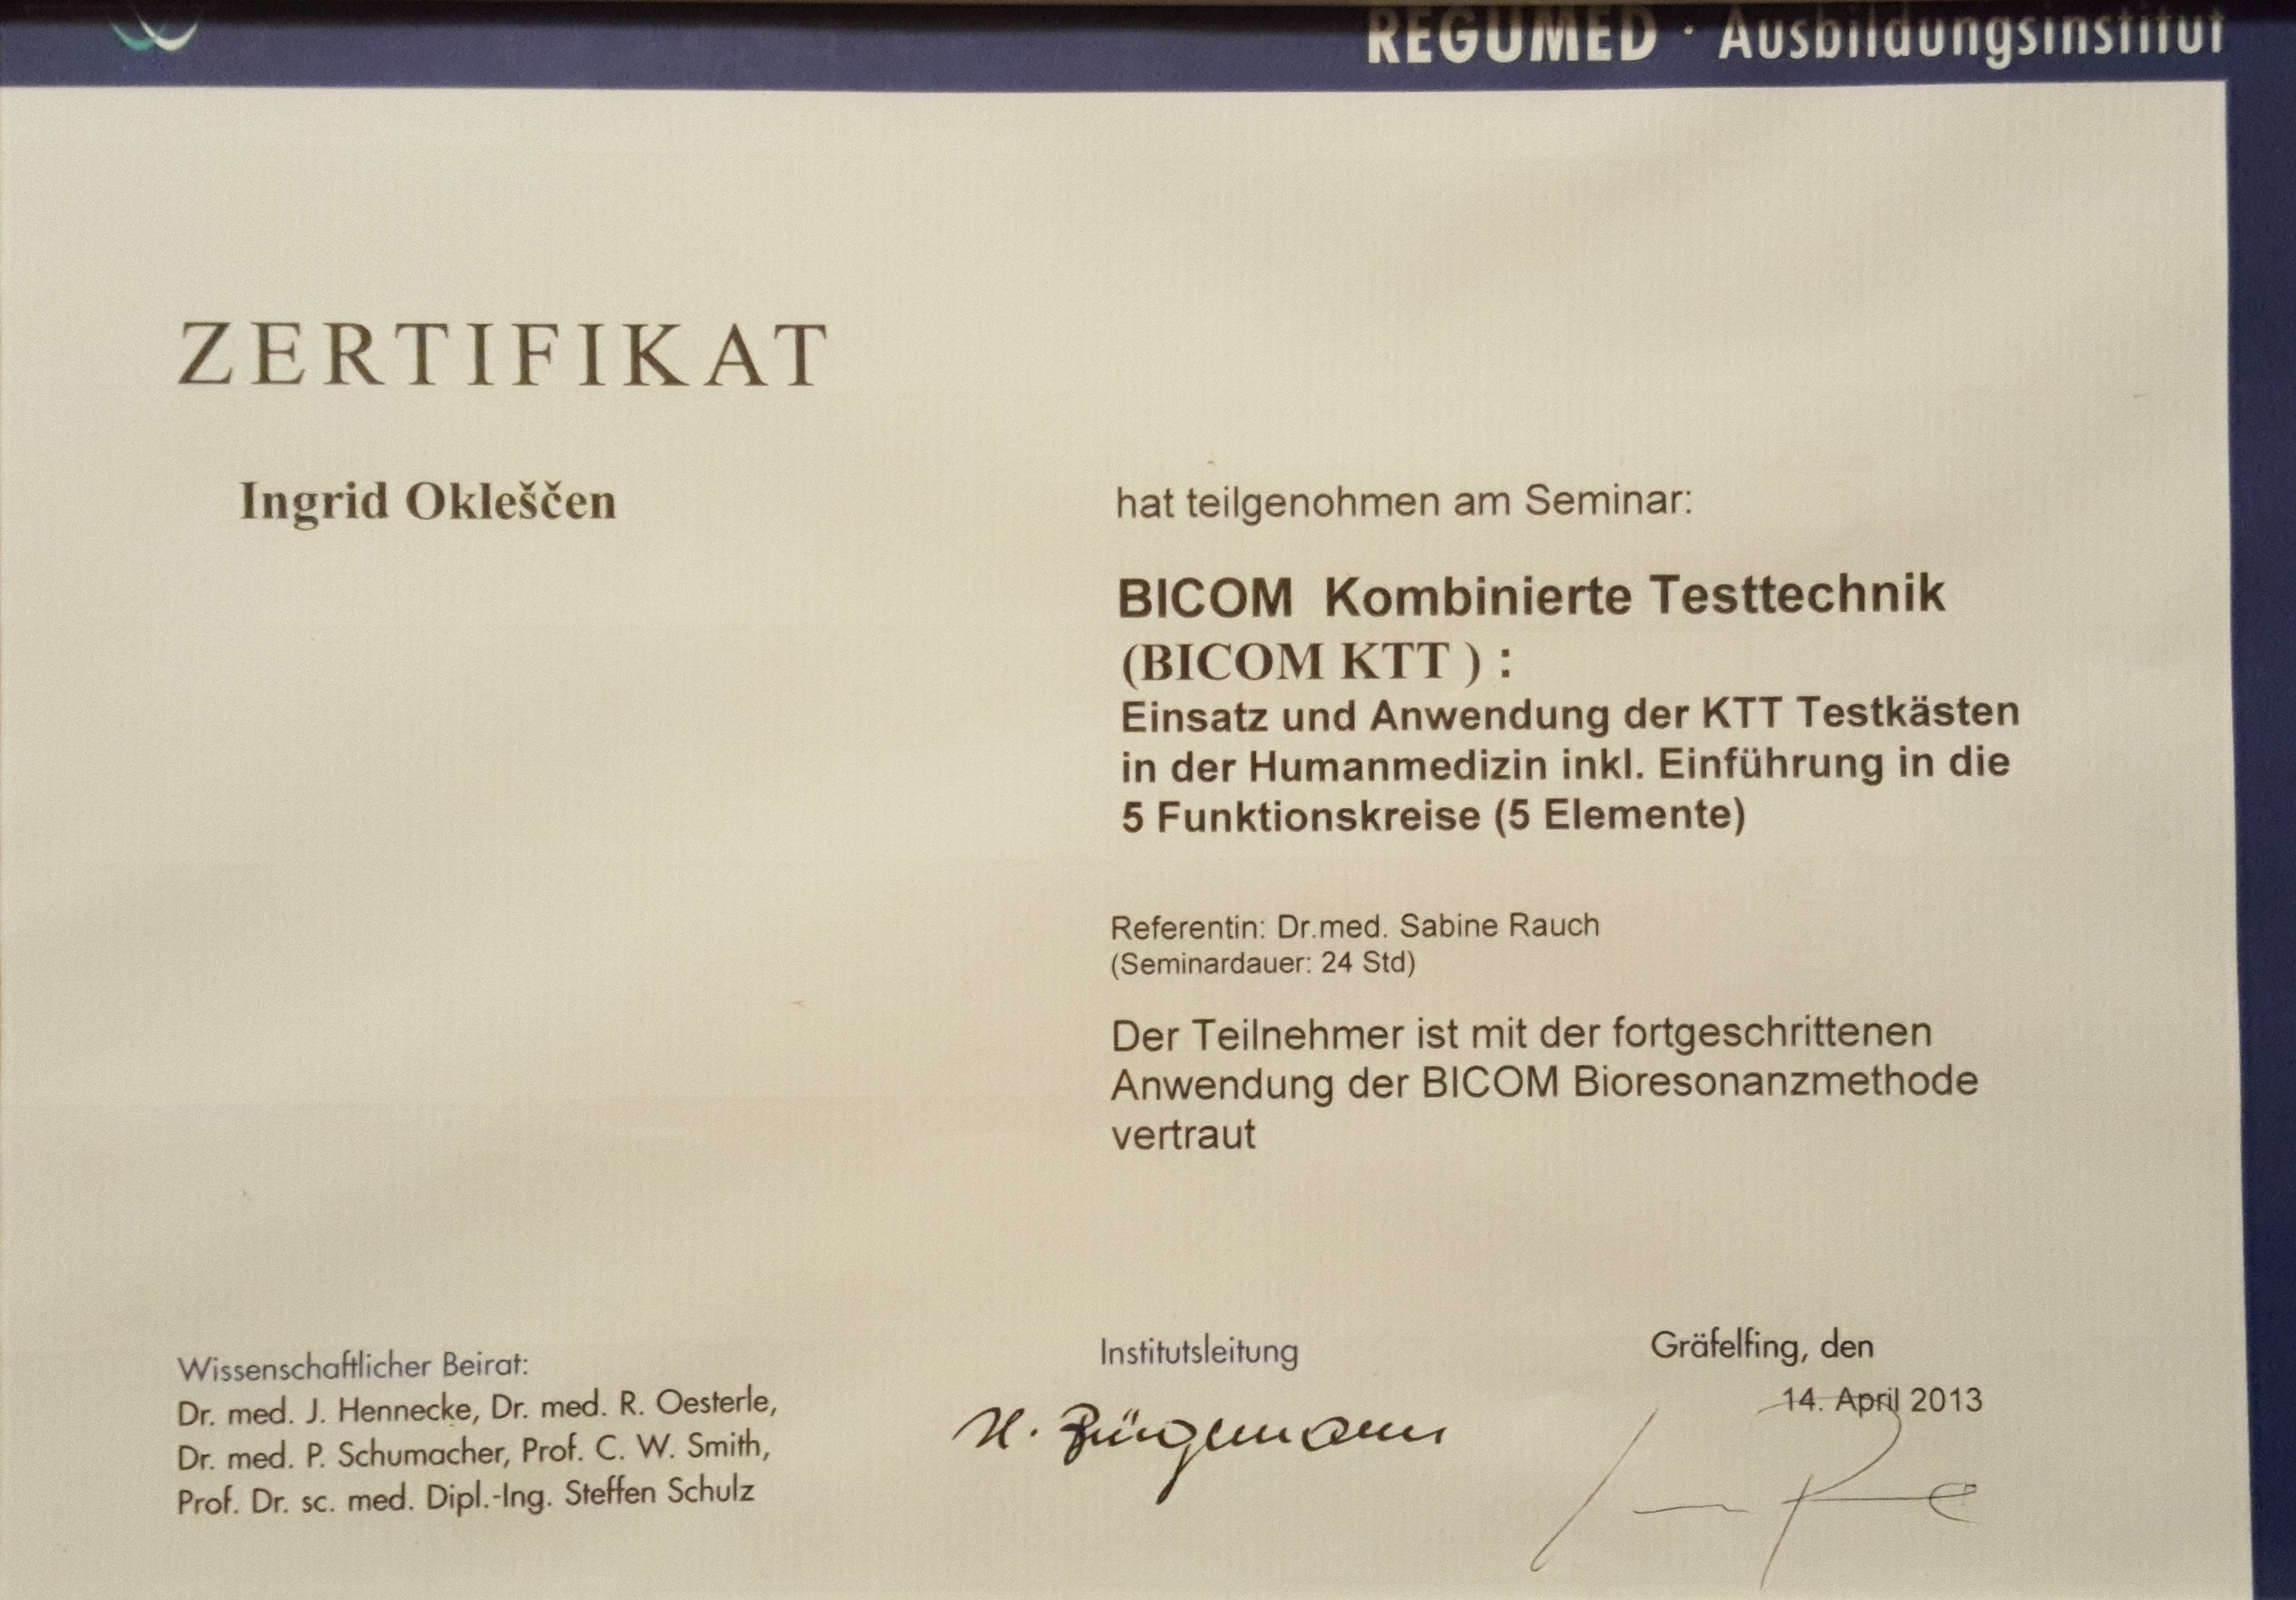 REGUMED · Ausbildungsinstitut
ZERTIFIKAT
Ingrid Okleščen
hat teilgenohmen am Seminar:
BICOM Kombinierte Testtechnik
(BICOM KTT ) :
Einsatz und Anwendung der KTT Testkästen
in der Humanmedizin inkl. Einführung in die
5 Funktionskreise (5 Elemente)
Referentin: Dr.med. Sabine Rauch
(Seminardauer: 24 Std)
Der Teilnehmer ist mit der fortgeschrittenen
Anwendung der BICOM Bioresonanzmethode
vertraut
Wissenschaftlicher Beirat:
Dr. med. J. Hennecke, Dr. med. R. Oesterle,
Dr. med. P. Schumacher, Prof. C. W. Smith,
Prof. Dr. sc. med. Dipl.-Ing. Steffen Schulz
Institutsleitung
Gräfelfing, den
14. April 2013